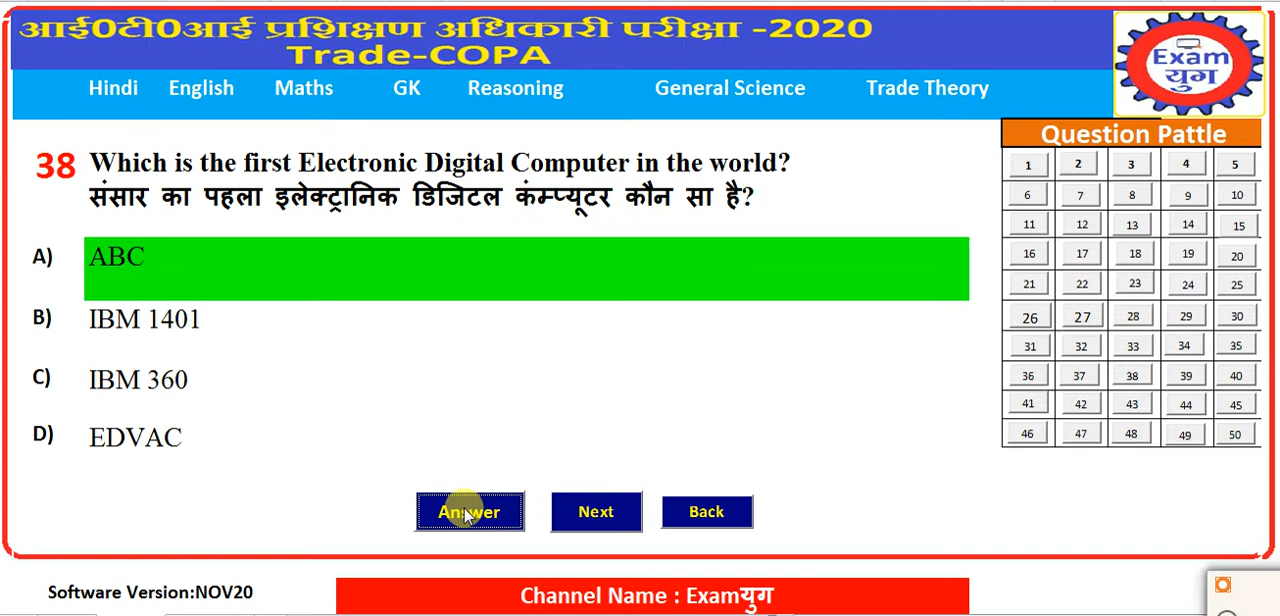 आई0टी0आई प्रशिक्षण अधिकारी परीक्षा -2020
Trade-COPA
Exam
युग
Hindi English Maths GK Reasoning General Science Trade Theory
Question Pattle
38 Which is the first Electronic Digital Computer in the world?
संसार का पहला इलेक्ट्रानिक डिजिटल कंम्प्यूटर कौन सा है?
A) ABC
B) IBM 1401
C) IBM 360
D) EDVAC
1 2 3 4 5
6 7 8 9 10
11 12 13 14 15
16 17 18 19 20
21 22 23 24 25
26 27 28 29 30
31 32 33 34 35
36 37 38 39 40
41 42 43 44 45
46 47 48 49 50
Answer Next Back
Software Version:NOV20
Channel Name : Examयुग